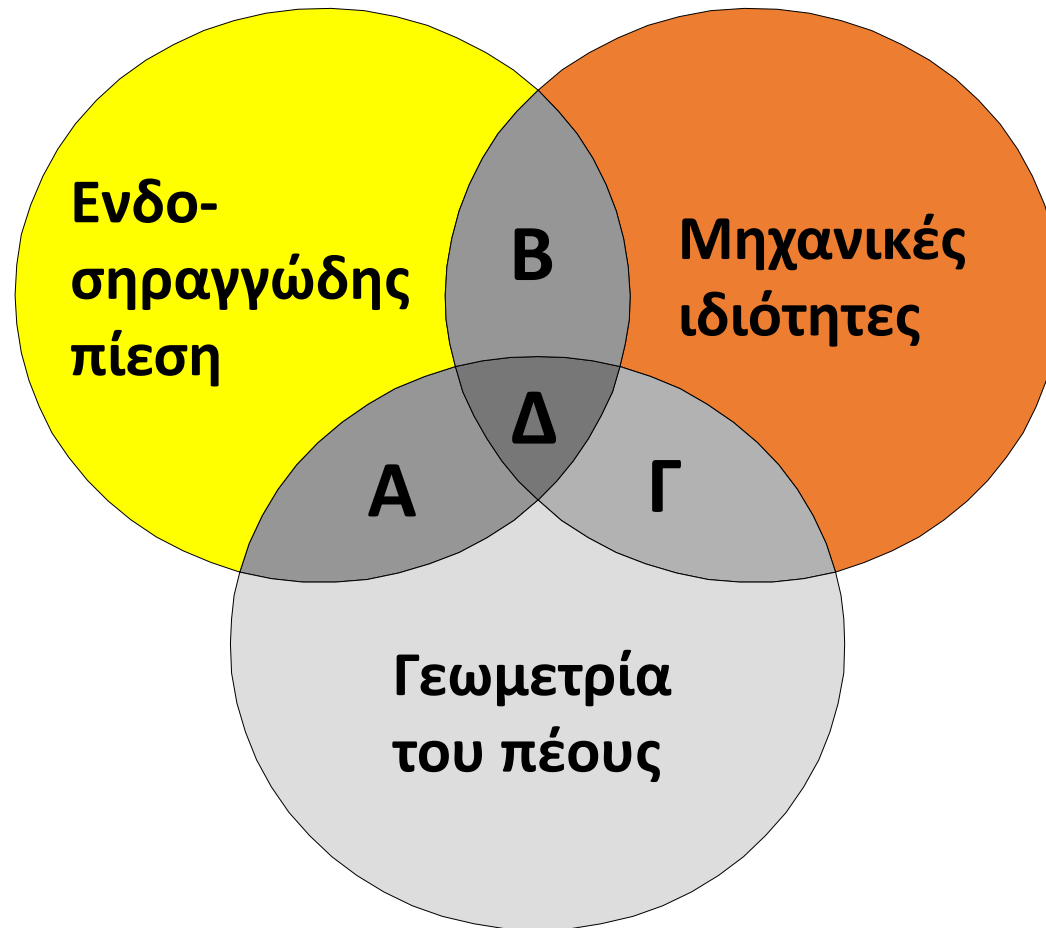 Ενδο-
σηραγγώδης
πίεση
Μηχανικές
ιδιότητες
Β
Δ
Α
Γ
Γεωμετρία
του πέους